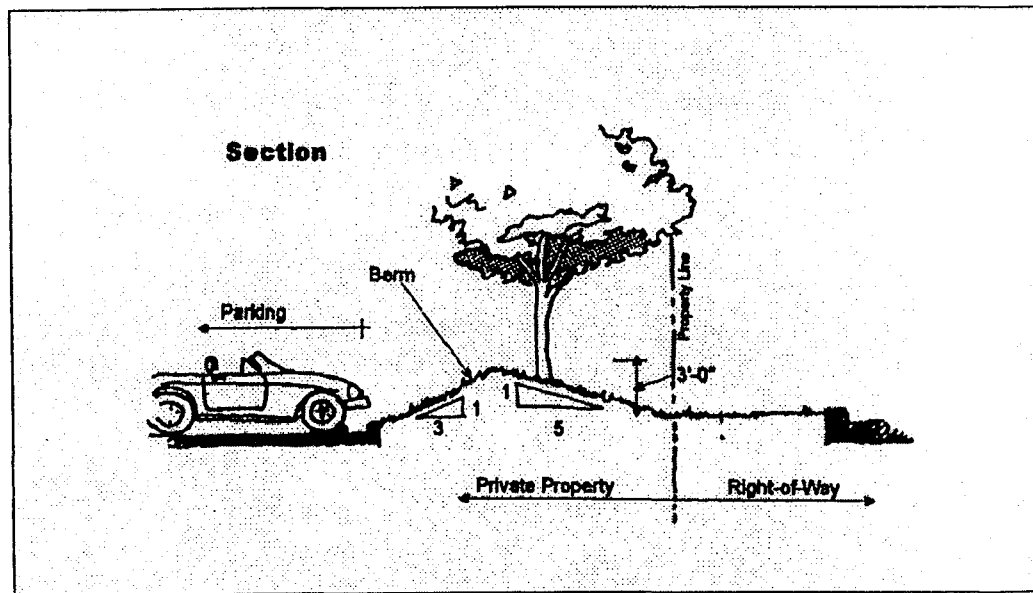 Section
Berm
Parking
Property Line
3'-0"
1
3
1
5
Private Property
Right-of-Way